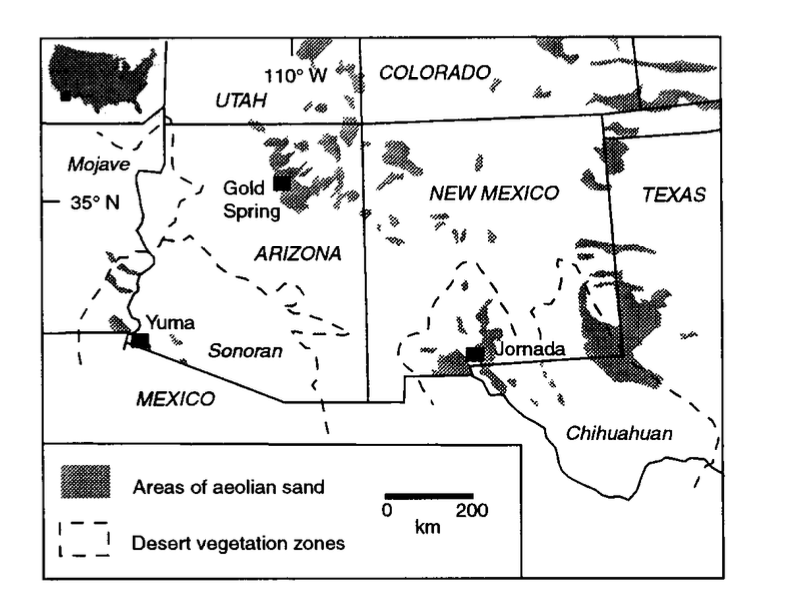 110° W
COLORADO
UTAH
Mojave
35° N
Gold
Spring
NEW MEXICO
TEXAS
ARIZONA
Yuma
Sonoran
Jornada
MEXICO
Chihuahuan
Areas of aeolian sand
0 200
km
Desert vegetation zones